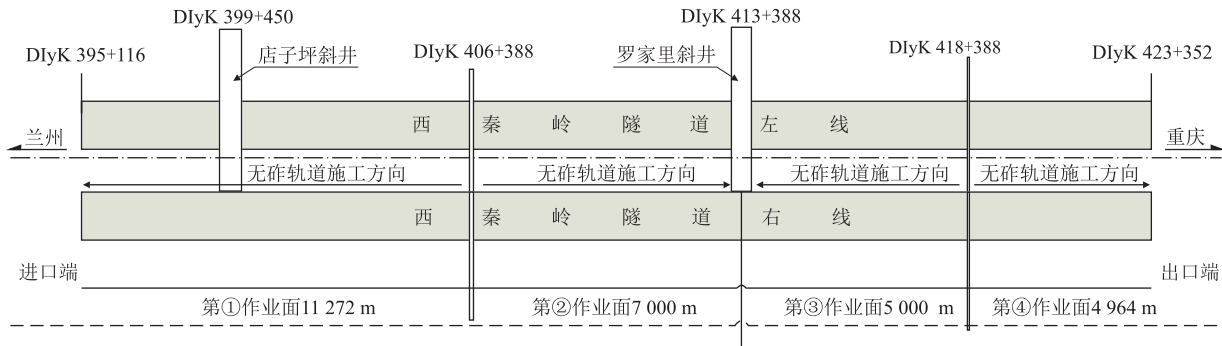 DIyK 399+450
DIyK 413+388
DIyK 395+116
店子坪斜井
DIyK 406+388
罗家里斜井
DIyK 418+388
DIyK 423+352
西秦岭隧道左线
兰州
重庆
无砟轨道施工方向
无砟轨道施工方向
无砟轨道施工方向
无砟轨道施工方向
西秦岭隧道右线
进口端
出口端
第①作业面11 272 m
第②作业面7 000 m
第③作业面5 000 m
第④作业面4 964 m